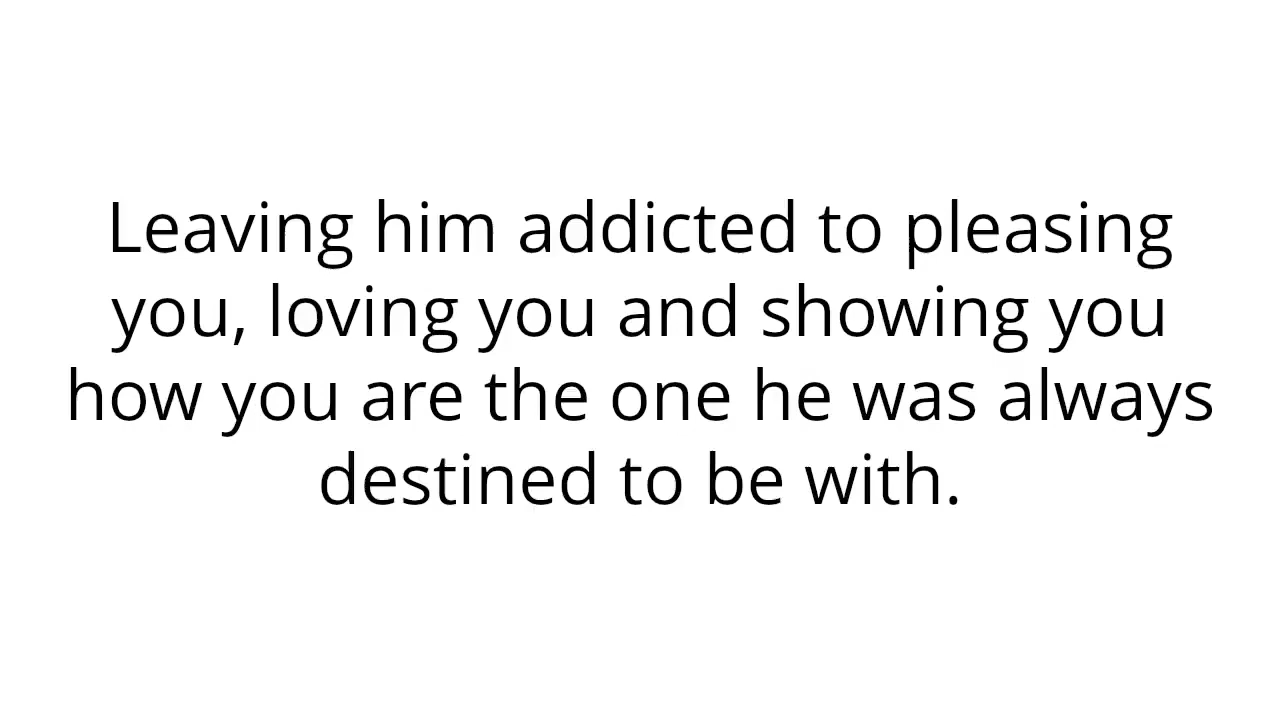 Leaving him addicted to pleasing
you, loving you and showing you
how you are the one he was always
destined to be with.